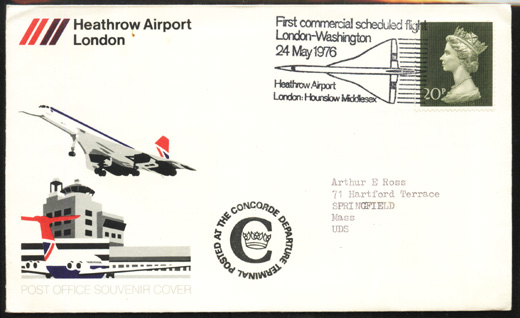 Heathrow Airport
London
First commercial scheduled flight
London-Washington
24 May 1976
Heathrow Airport
London: Hounslow Middlesex
20P
Arthur E Ross
71 Hartford Terrace
SPRINGFIELD
Mass
UDS
POSTED AT THE CONCORDE DEPARTURE TERMINAL
C
POST OFFICE SOUVENIR COVER